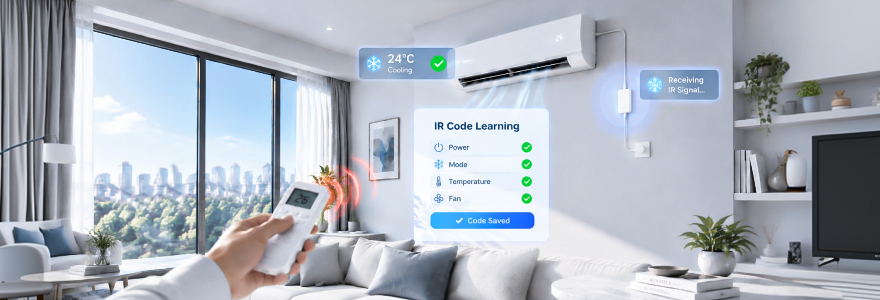 24°C
Cooling
Receiving
IR Signal...
IR Code Learning
Power
Mode
Temperature
Fan
Code Saved